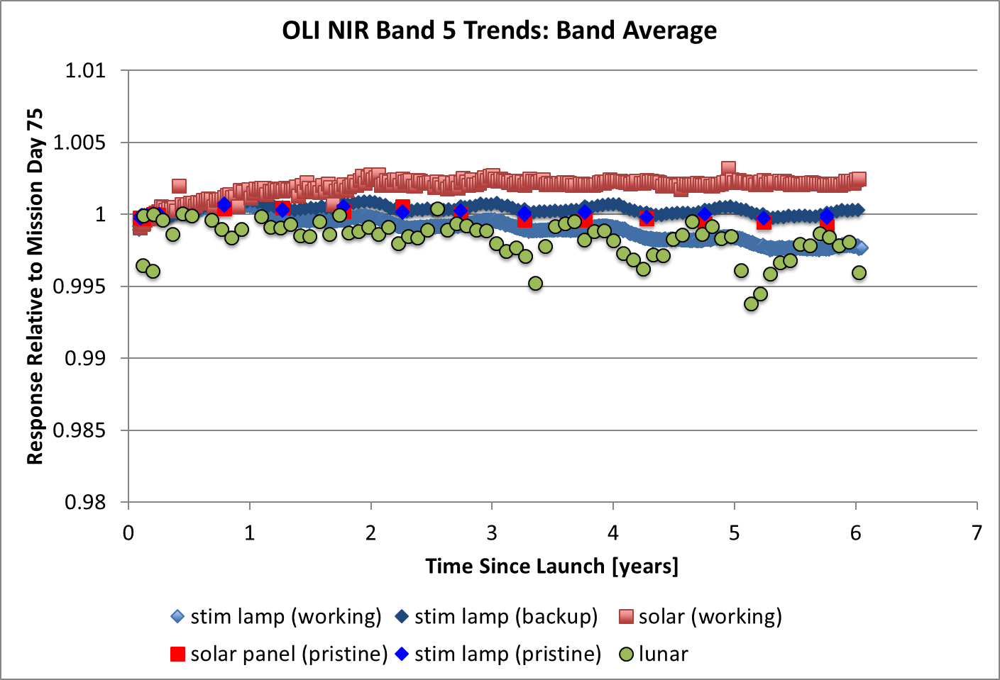 OLI NIR Band 5 Trends: Band Average
Response Relative to Mission Day 75
1.01
1.005
1
0.995
0.99
0.985
0.98
0 1 2 3 4 5 6 7
Time Since Launch [years]
stim lamp (working) stim lamp (backup) solar (working)
solar panel (pristine) stim lamp (pristine) lunar